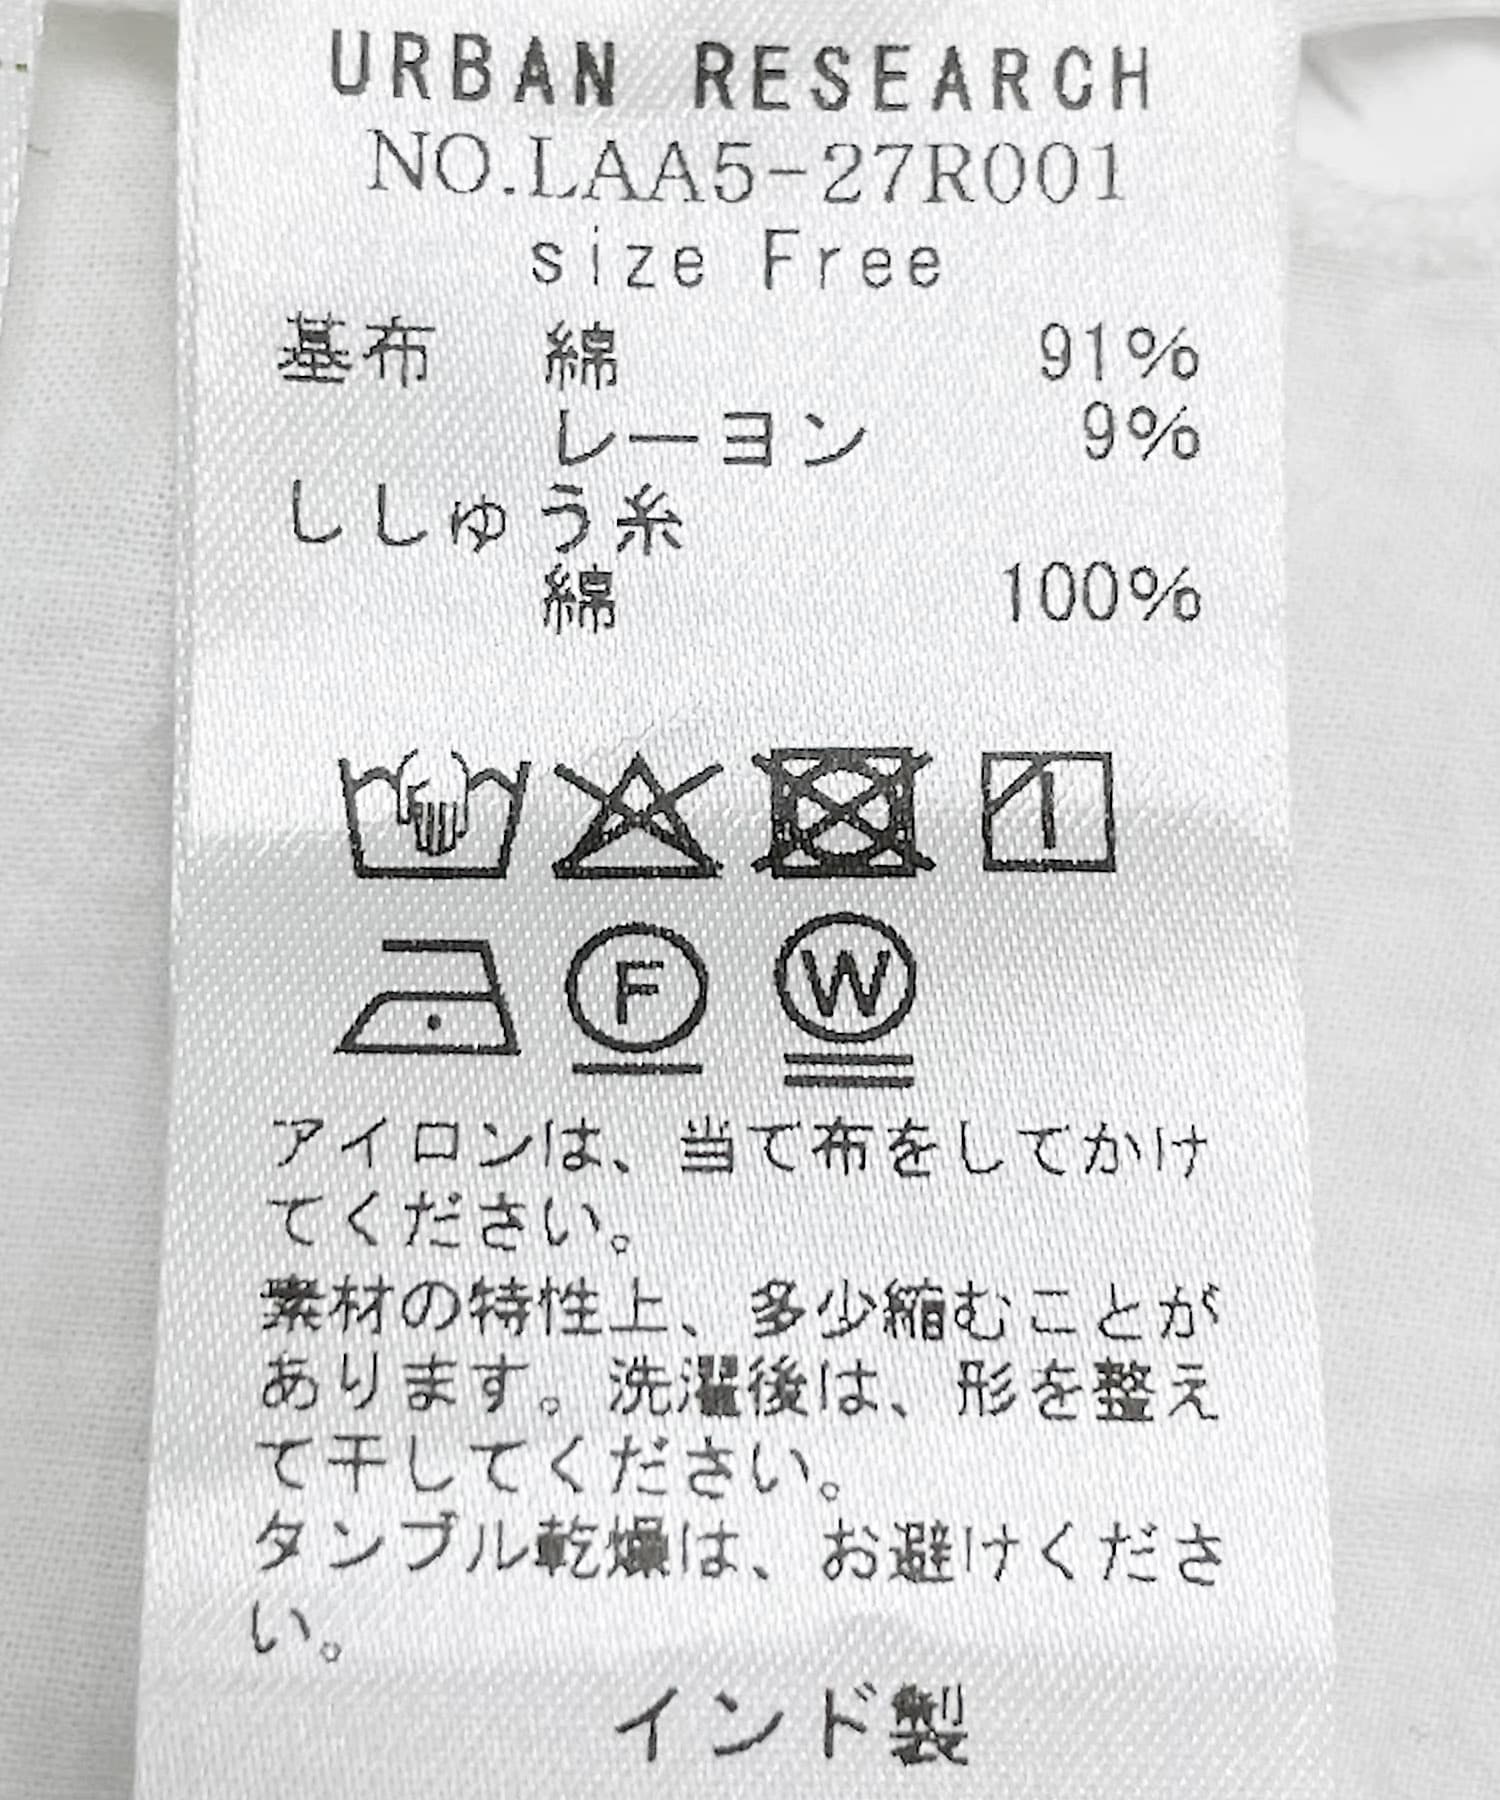 URBAN RESEARCH
NO.LAA5-27R001
size Free
基布 綿 91%
レーヨン 9%
ししゅう糸
綿 100%
F W
アイロンは、当て布をしてかけ
てください。
素材の特性上、多少縮むことが
あります。洗濯後は、形を整え
て干してください。
タンブル乾燥は、お避けくださ
い。
インド製